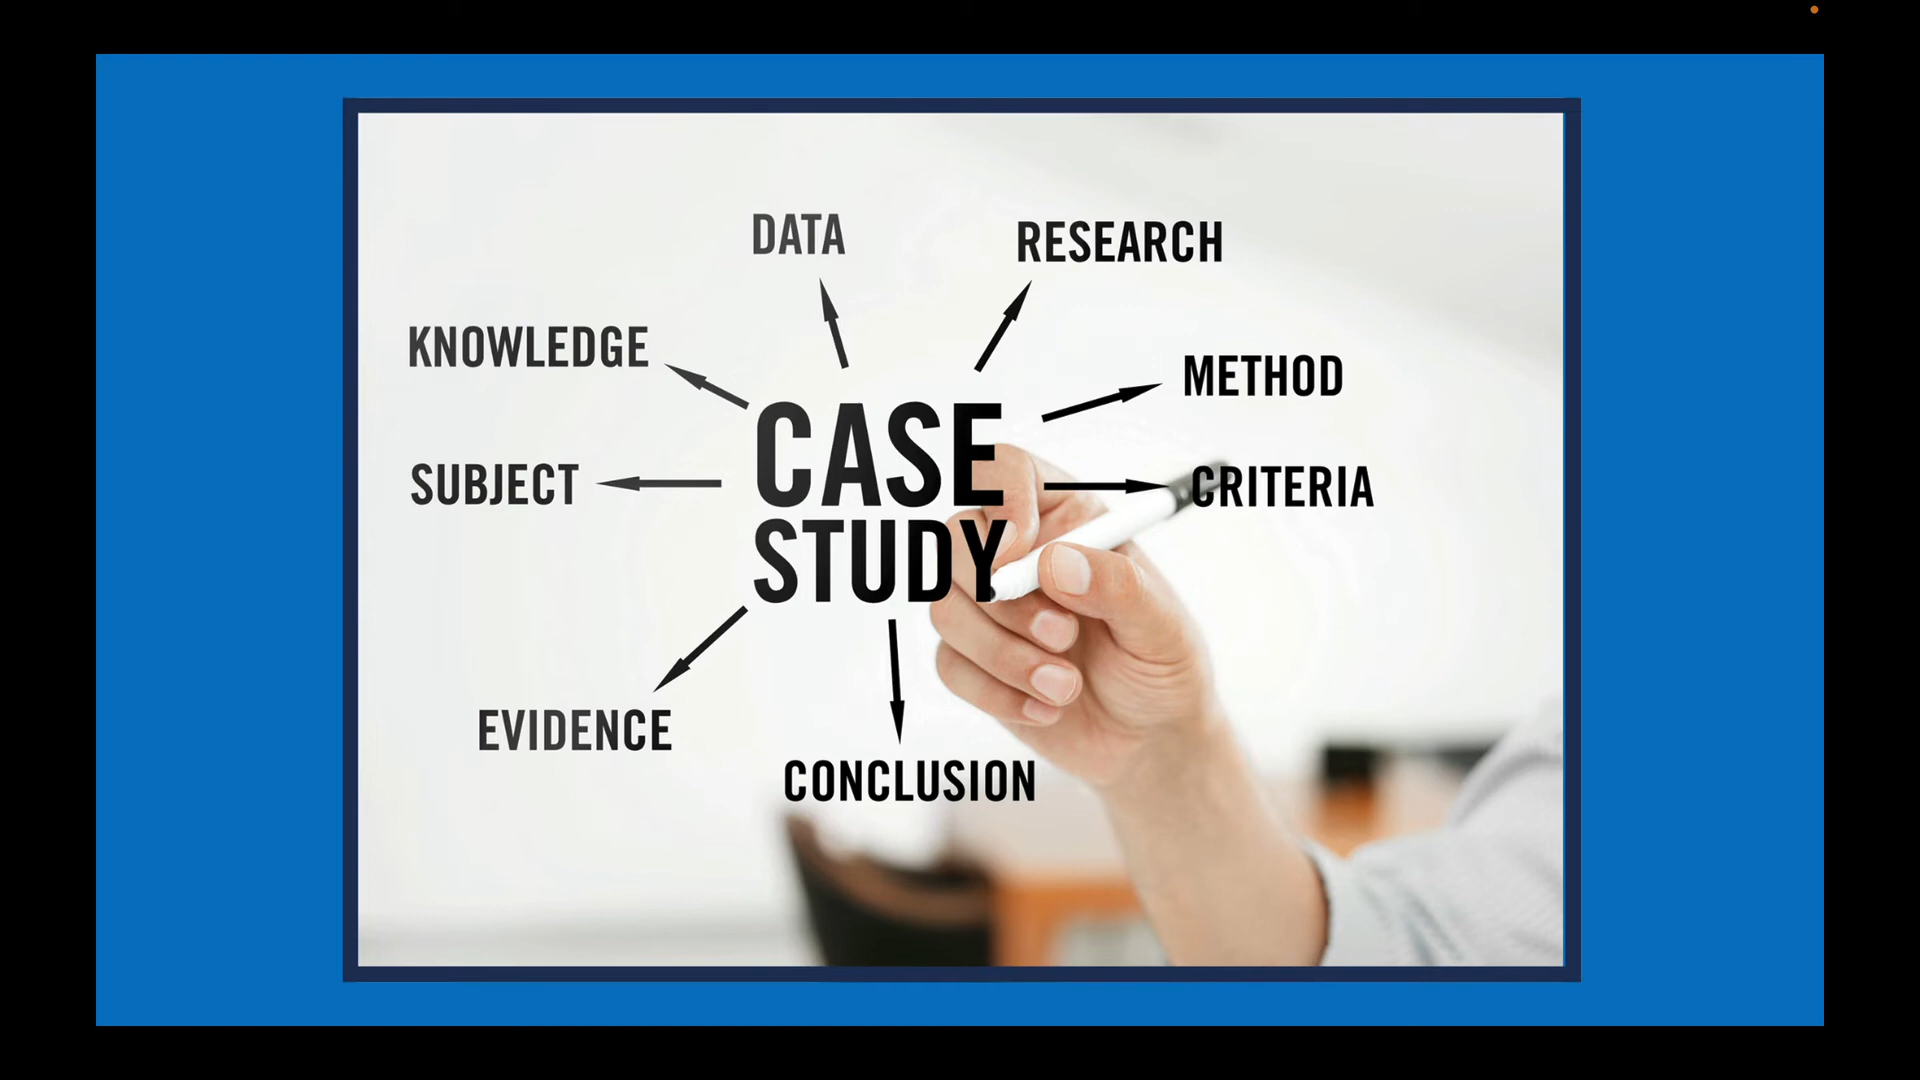 DATA
RESEARCH
KNOWLEDGE
METHOD
CASE
STUDY
SUBJECT
CRITERIA
EVIDENCE
CONCLUSION